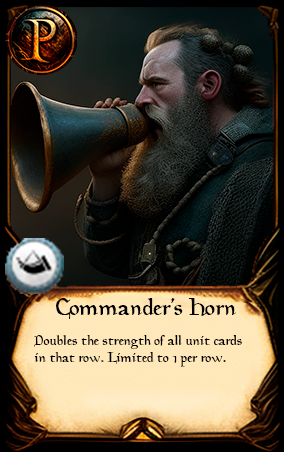 P
Commander's Horn
Doubles the strength of all unit cards
in that row. Limited to 1 per row.